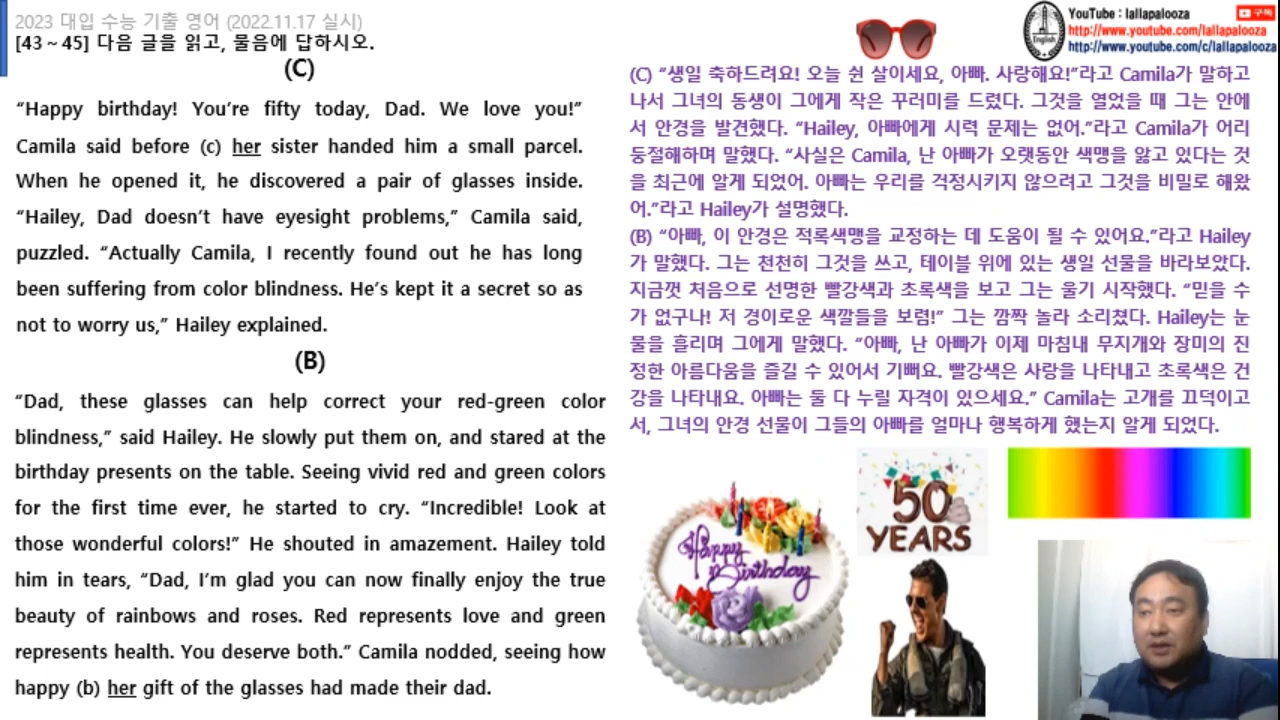 2023 대입 수능 기출 영어 (2022.11.17 실시)
[43 ~ 45] 다음 글을 읽고, 물음에 답하시오.
(C)
“Happy birthday! You’re fifty today, Dad. We love you!”
Camila said before (c) her sister handed him a small parcel.
When he opened it, he discovered a pair of glasses inside.
“Hailey, Dad doesn’t have eyesight problems,” Camila said,
puzzled. “Actually Camila, I recently found out he has long
been suffering from color blindness. He’s kept it a secret so as
not to worry us,” Hailey explained.
(B)
“Dad, these glasses can help correct your red-green color
blindness,” said Hailey. He slowly put them on, and stared at the
birthday presents on the table. Seeing vivid red and green colors
for the first time ever, he started to cry. “Incredible! Look at
those wonderful colors!” He shouted in amazement. Hailey told
him in tears, “Dad, I’m glad you can now finally enjoy the true
beauty of rainbows and roses. Red represents love and green
represents health. You deserve both.” Camila nodded, seeing how
happy (b) her gift of the glasses had made their dad.
English
YouTube : lallapalooza
구독
http://www.youtube.com/lallapalooza
http://www.youtube.com/c/lallapalooza
(C) “생일 축하드려요! 오늘 쉰 살이세요, 아빠. 사랑해요!”라고 Camila가 말하고
나서 그녀의 동생이 그에게 작은 꾸러미를 드렸다. 그것을 열었을 때 그는 안에
서 안경을 발견했다. “Hailey, 아빠에게 시력 문제는 없어.”라고 Camila가 어리
둥절해하며 말했다. “사실은 Camila, 난 아빠가 오랫동안 색맹을 앓고 있다는 것
을 최근에 알게 되었어. 아빠는 우리를 걱정시키지 않으려고 그것을 비밀로 해왔
어.”라고 Hailey가 설명했다.
(B) “아빠, 이 안경은 적록색맹을 교정하는 데 도움이 될 수 있어요.”라고 Hailey
가 말했다. 그는 천천히 그것을 쓰고, 테이블 위에 있는 생일 선물을 바라보았다.
지금껏 처음으로 선명한 빨강색과 초록색을 보고 그는 울기 시작했다. “믿을 수
가 없구나! 저 경이로운 색깔들을 보렴!” 그는 깜짝 놀라 소리쳤다. Hailey는 눈
물을 흘리며 그에게 말했다. “아빠, 난 아빠가 이제 마침내 무지개와 장미의 진
정한 아름다움을 즐길 수 있어서 기뻐요. 빨강색은 사랑을 나타내고 초록색은 건
강을 나타내요. 아빠는 둘 다 누릴 자격이 있으세요.” Camila는 고개를 끄덕이고
서, 그녀의 안경 선물이 그들의 아빠를 얼마나 행복하게 했는지 알게 되었다.
Happy
Birthday
50
YEARS